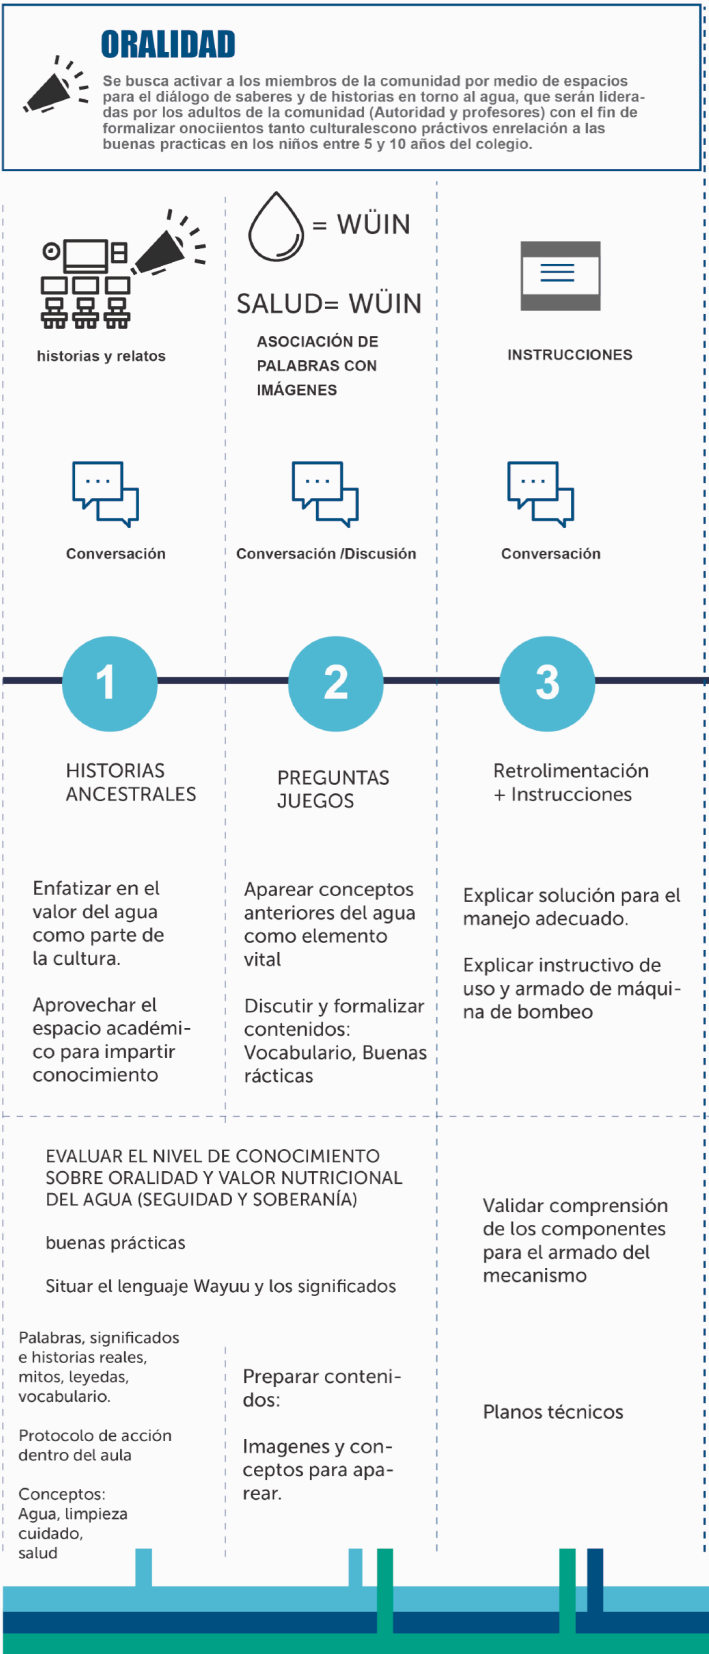 ORALIDAD
Se busca activar a los miembros de la comunidad por medio de espacios
para el diálogo de saberes y de historias en torno al agua, que serán lidera-
das por los adultos de la comunidad (Autoridad y profesores) con el fin de
formalizar onociientos tanto culturalescono práctivos enrelación a las
buenas practicas en los niños entre 5 y 10 años del colegio.
historias y relatos
= WÜIN
SALUD= WÜIN
ASOCIACIÓN DE
PALABRAS CON
IMÁGENES
INSTRUCCIONES
Conversación
Conversación /Discusión
Conversación
1
2
3
HISTORIAS
ANCESTRALES
PREGUNTAS
JUEGOS
Retrolimentación
+ Instrucciones
Enfatizar en el
valor del agua
como parte de
la cultura.
Aprovechar el
espacio académi-
co para impartir
conocimiento
Aparear conceptos
anteriores del agua
como elemento
vital
Discutir y formalizar
contenidos:
Vocabulario, Buenas
rácticas
Explicar solución para el
manejo adecuado.
Explicar instructivo de
uso y armado de máqui-
na de bombeo
EVALUAR EL NIVEL DE CONOCIMIENTO
SOBRE ORALIDAD Y VALOR NUTRICIONAL
DEL AGUA (SEGUIDAD Y SOBERANÍA)
buenas prácticas
Situar el lenguaje Wayuu y los significados
Validar comprensión
de los componentes
para el armado del
mecanismo
Palabras, significados
e historias reales,
mitos, leyedas,
vocabulario.
Protocolo de acción
dentro del aula
Conceptos:
Agua, limpieza
cuidado,
salud
Preparar conteni-
dos:
Imagenes y con-
ceptos para apa-
rear.
Planos técnicos